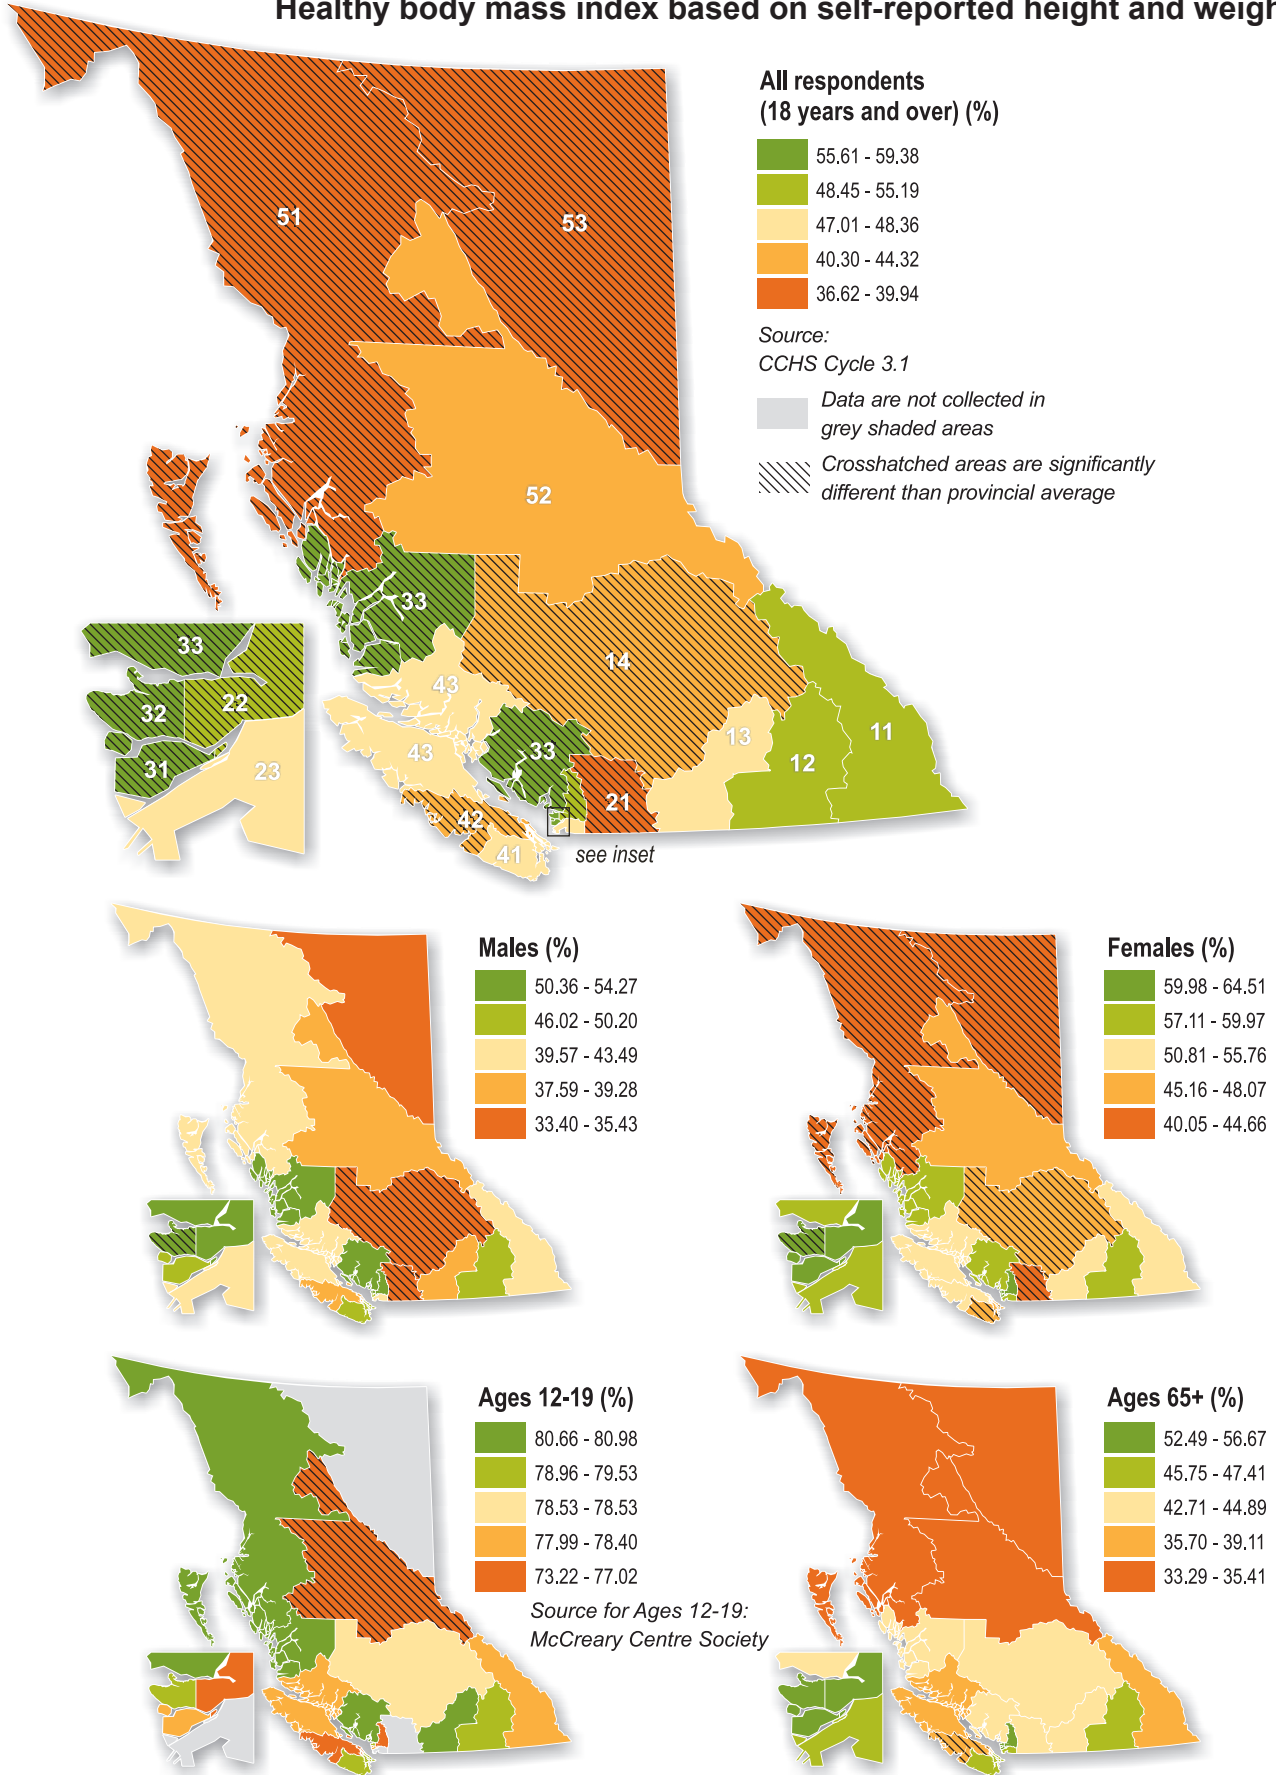 Healthy body mass index based on self-reported height and weigh
All respondents
(18 years and over) (%)
55.61 - 59.38
48.45 - 55.19
47.01 - 48.36
40.30 - 44.32
36.62 - 39.94
Source:
CCHS Cycle 3.1
Data are not collected in
grey shaded areas
Crosshatched areas are significantly
different than provincial average
51
53
52
33
14
43
43
33
13
12
11
21
42
41
see inset
33
32
22
31
23
Males (%)
50.36 - 54.27
46.02 - 50.20
39.57 - 43.49
37.59 - 39.28
33.40 - 35.43
Females (%)
59.98 - 64.51
57.11 - 59.97
50.81 - 55.76
45.16 - 48.07
40.05 - 44.66
Ages 12-19 (%)
80.66 - 80.98
78.96 - 79.53
78.53 - 78.53
77.99 - 78.40
73.22 - 77.02
Source for Ages 12-19:
McCreary Centre Society
Ages 65+ (%)
52.49 - 56.67
45.75 - 47.41
42.71 - 44.89
35.70 - 39.11
33.29 - 35.41